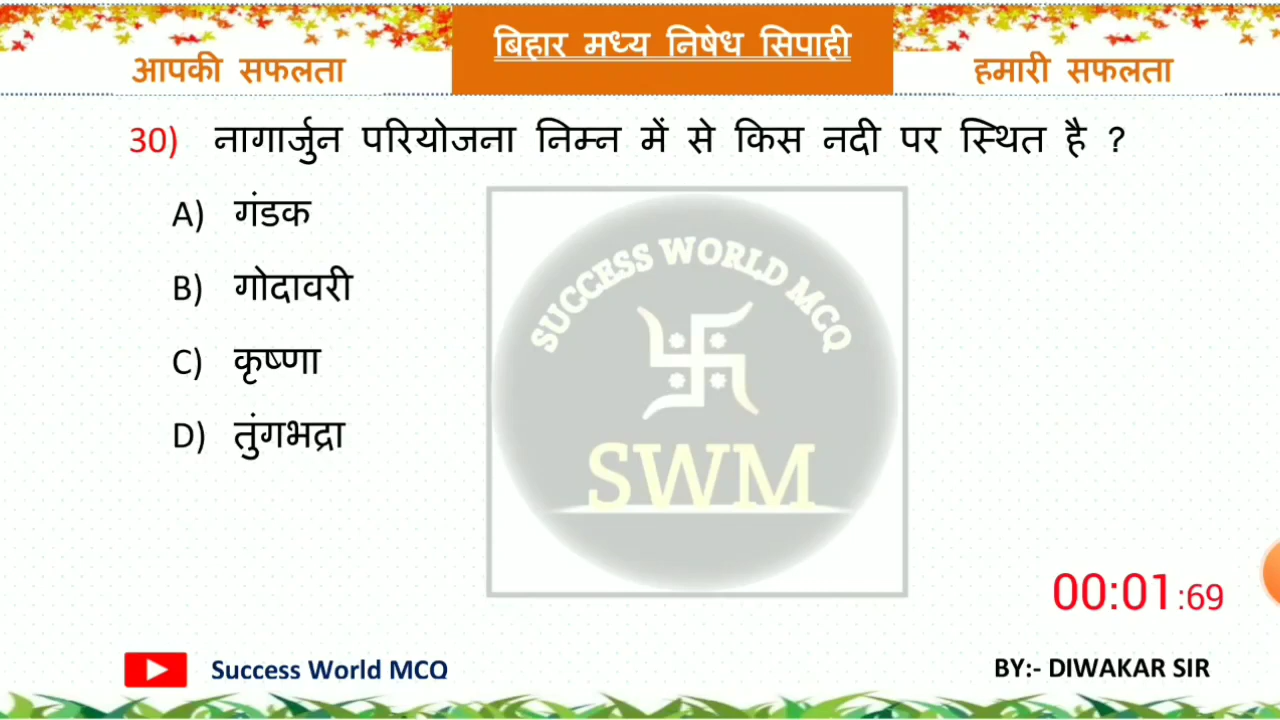 बिहार मध्य निषेध सिपाही
आपकी सफलता
हमारी सफलता
30) नागार्जुन परियोजना निम्न में से किस नदी पर स्थित है ?
A) गंडक
B) गोदावरी
C) कृष्णा
D) तुंगभद्रा
SUCCESS WORLD MCQ
SWM
00:01:69
Success World MCQ
BY:- DIWAKAR SIR